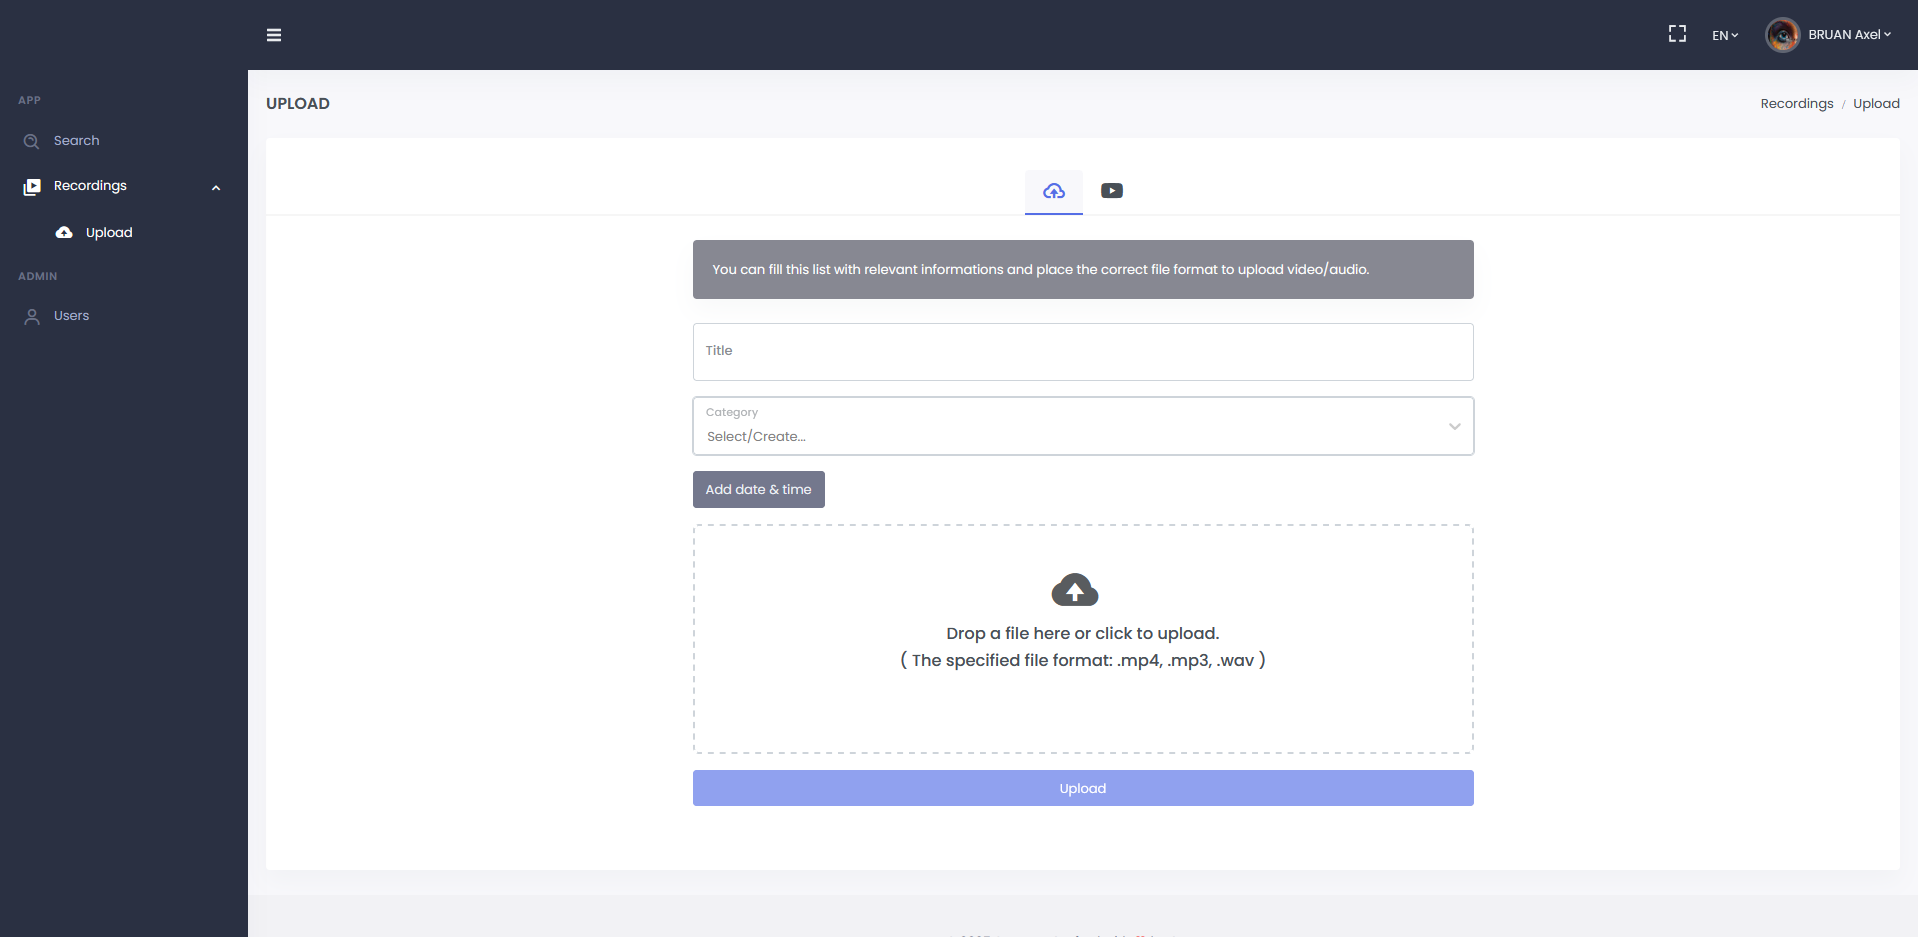 EN
BRUAN Axel
APP
Search
Recordings
Upload
ADMIN
Users
UPLOAD
Recordings / Upload
You can fill this list with relevant informations and place the correct file format to upload video/audio.
Title
Category
Select/Create...
Add date & time
Drop a file here or click to upload.
( The specified file format: .mp4, .mp3, .wav )
Upload